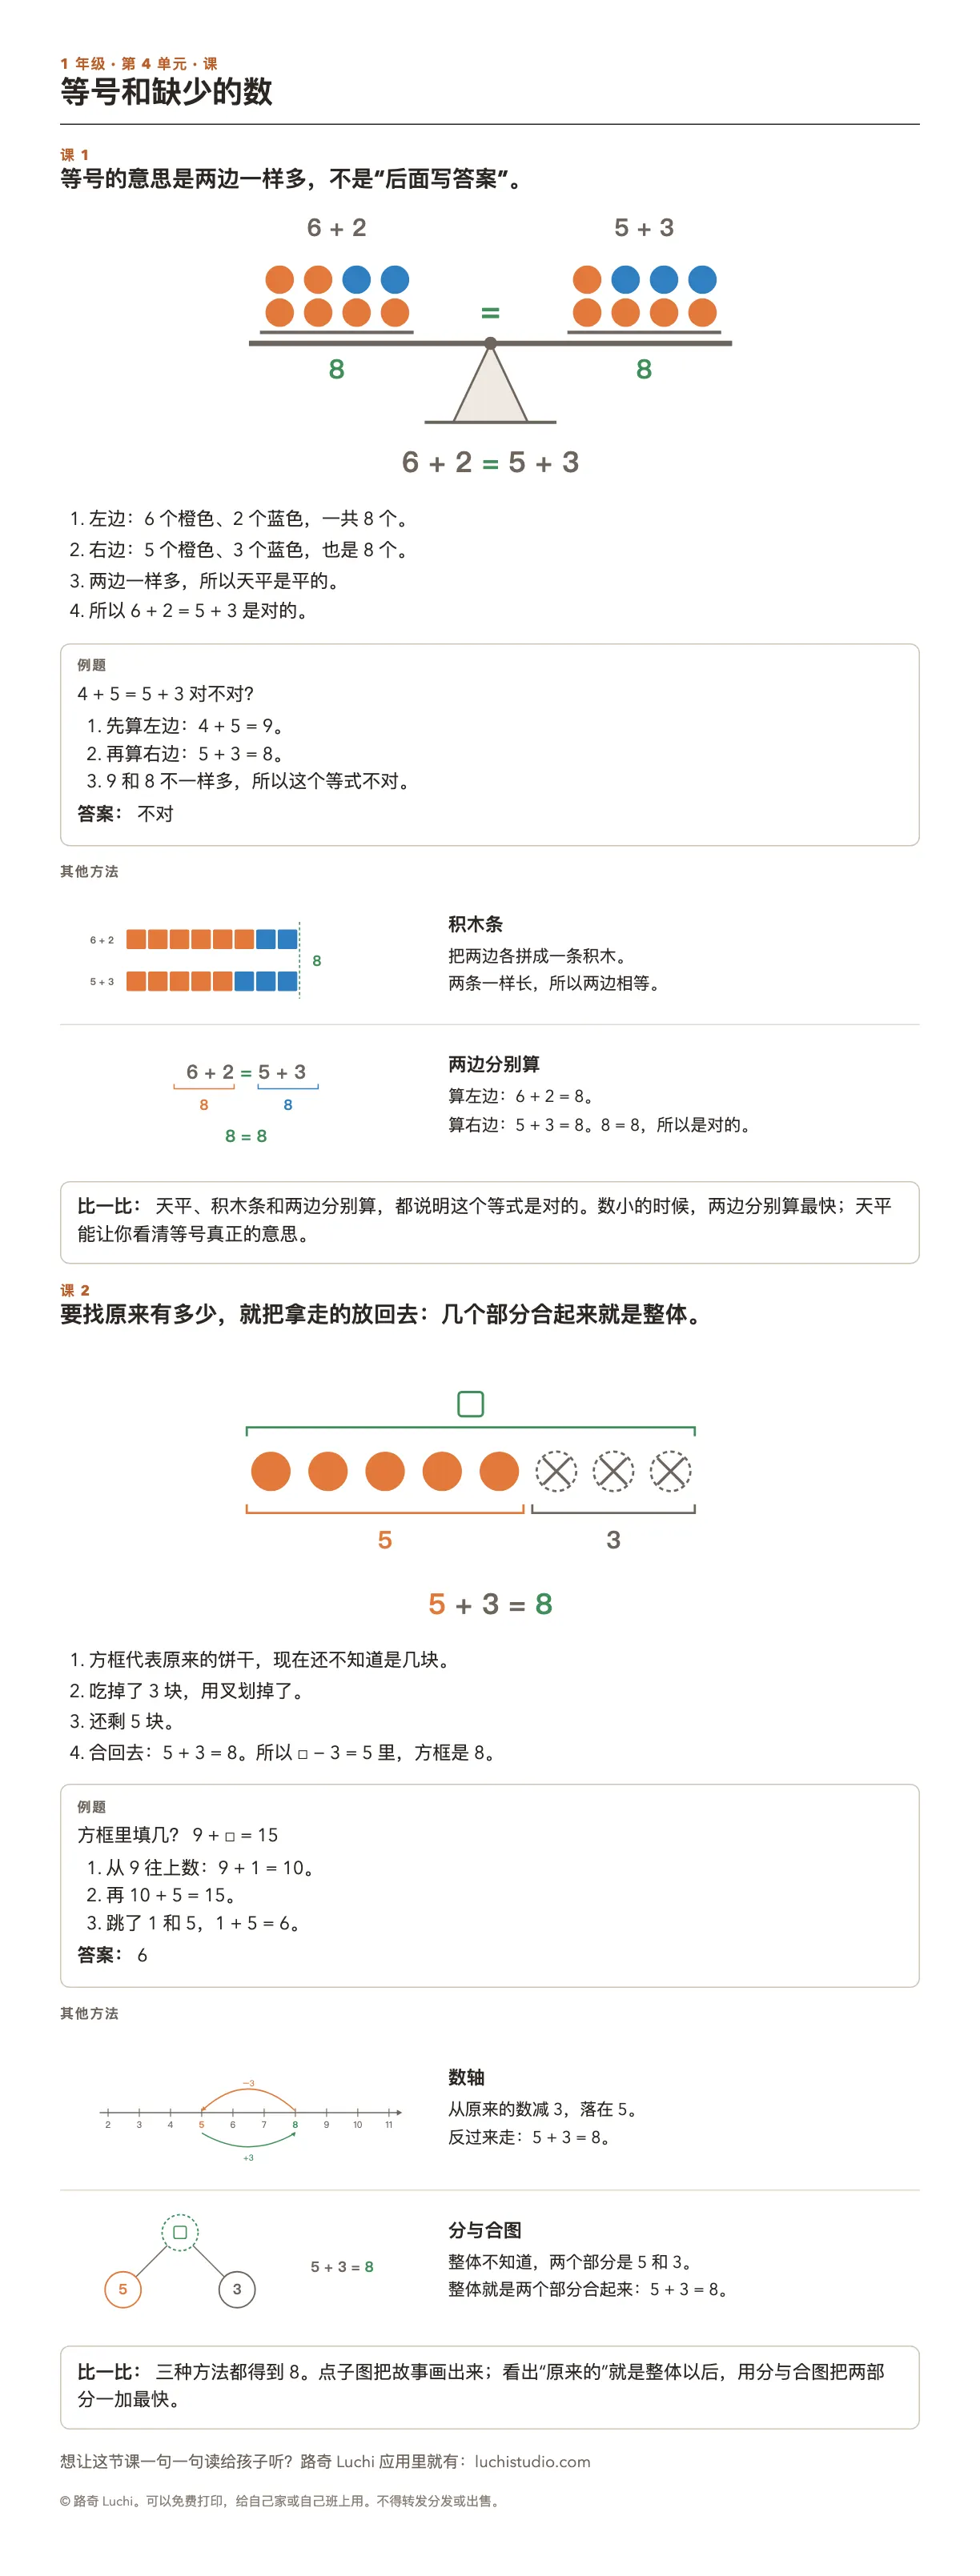 1 年级 · 第 4 单元 · 课
等号和缺少的数
课 1
等号的意思是两边一样多，不是“后面写答案”。
6 + 2
5 + 3
=
8
8
6 + 2 = 5 + 3
1. 左边：6 个橙色、2 个蓝色，一共 8 个。
2. 右边：5 个橙色、3 个蓝色，也是 8 个。
3. 两边一样多，所以天平是平的。
4. 所以 6 + 2 = 5 + 3 是对的。
例题
4 + 5 = 5 + 3 对不对？
1. 先算左边：4 + 5 = 9。
2. 再算右边：5 + 3 = 8。
3. 9 和 8 不一样多，所以这个等式不对。
答案： 不对
其他方法
6 + 2
5 + 3
8
积木条
把两边各拼成一条积木。
两条一样长，所以两边相等。
6 + 2 = 5 + 3
8
8
8 = 8
两边分别算
算左边：6 + 2 = 8。
算右边：5 + 3 = 8。8 = 8，所以是对的。
比一比： 天平、积木条和两边分别算，都说明这个等式是对的。数小的时候，两边分别算最快；天平
能让你看清等号真正的意思。
课 2
要找原来有多少，就把拿走的放回去：几个部分合起来就是整体。
□
5
3
5 + 3 = 8
1. 方框代表原来的饼干，现在还不知道是几块。
2. 吃掉了 3 块，用叉划掉了。
3. 还剩 5 块。
4. 合回去：5 + 3 = 8。所以 □ − 3 = 5 里，方框是 8。
例题
方框里填几？ 9 + □ = 15
1. 从 9 往上数：9 + 1 = 10。
2. 再 10 + 5 = 15。
3. 跳了 1 和 5，1 + 5 = 6。
答案： 6
其他方法
−3
2 3 4 5 6 7 8 9 10 11
+3
数轴
从原来的数减 3，落在 5。
反过来走：5 + 3 = 8。
□
5
3
5 + 3 = 8
分与合图
整体不知道，两个部分是 5 和 3。
整体就是两个部分合起来：5 + 3 = 8。
比一比： 三种方法都得到 8。点子图把故事画出来；看出“原来的”就是整体以后，用分与合图把两部
分一加最快。
想让这节课一句一句读给孩子听？路奇 Luchi 应用里就有：luchistudio.com
© 路奇 Luchi。可以免费打印，给自己家或自己班上用。不得转发分发或出售。